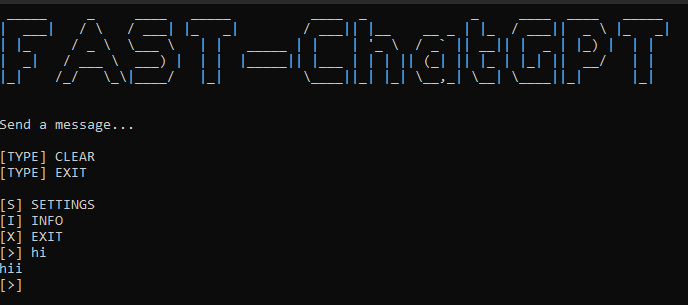 FAST-ChatGPT
Send a message...
[TYPE] CLEAR
[TYPE] EXIT
[S] SETTINGS
[I] INFO
[X] EXIT
[>] hi
hii
[>]